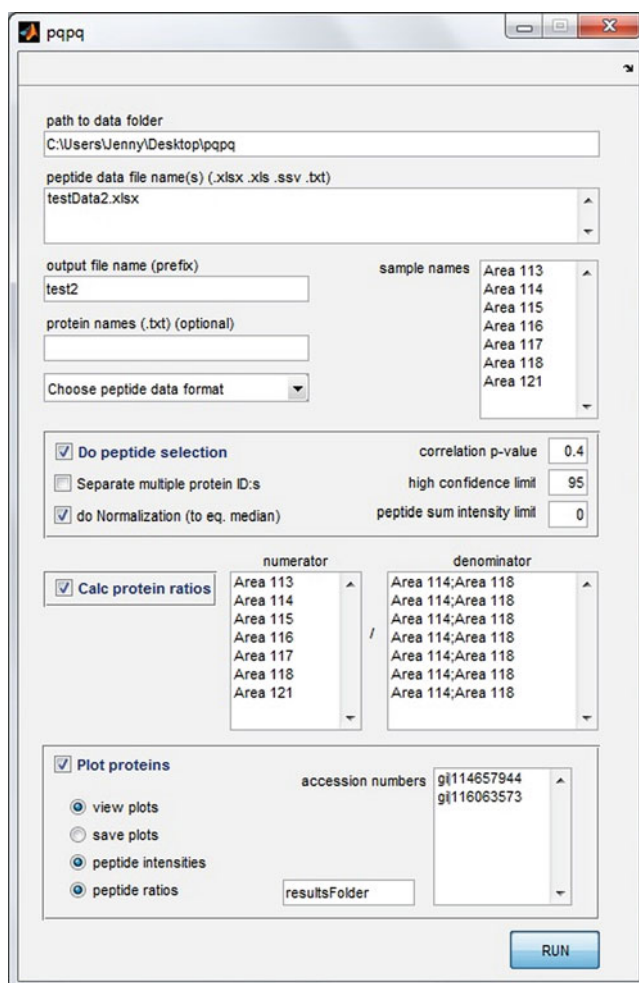 pqpq
path to data folder
C:\Users\Jenny\Desktop\pqpq
peptide data file name(s) (.xlsx .xls .ssv .txt)
testData2.xlsx
output file name (prefix)
test2
sample names
Area 113
Area 114
Area 115
Area 116
Area 117
Area 118
Area 121
protein names (.txt) (optional)
Choose peptide data format
Do peptide selection
correlation p-value
0.4
Separate multiple protein ID:s
high confidence limit
95
do Normalization (to eq. median)
peptide sum intensity limit
0
Calc protein ratios
numerator
Area 113
Area 114
Area 115
Area 116
Area 117
Area 118
Area 121
/
denominator
Area 114;Area 118
Area 114;Area 118
Area 114;Area 118
Area 114;Area 118
Area 114;Area 118
Area 114;Area 118
Area 114;Area 118
Plot proteins
view plots
save plots
peptide intensities
peptide ratios
resultsFolder
accession numbers
gi|114657944
gi|116063573
RUN